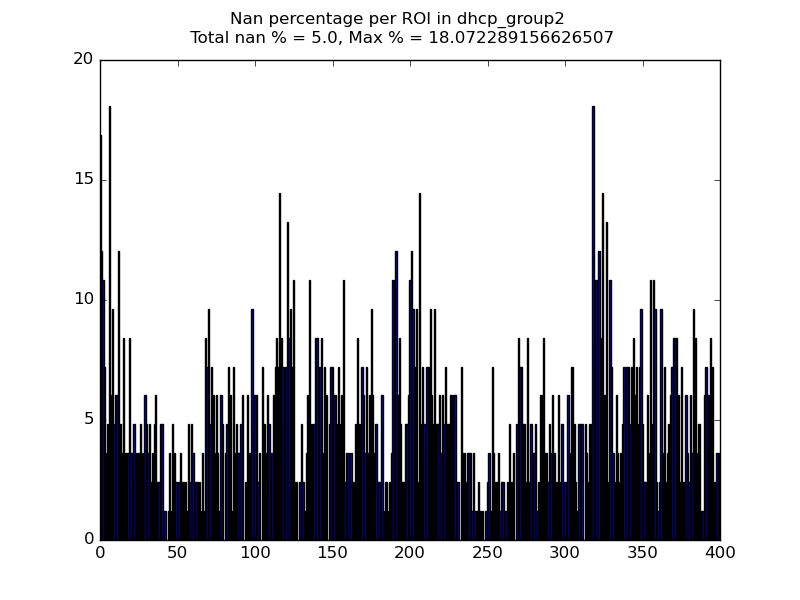 Nan percentage per ROI in dhcp_group2
Total nan % = 5.0, Max % = 18.072289156626507
20
15
10
5
0
0 50 100 150 200 250 300 350 400